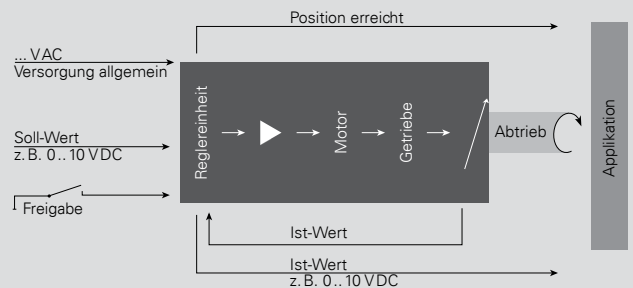 Position erreicht
... VAC
Versorgung allgemein
Soll-Wert
z. B. 0 .. 10 VDC
Freigabe
Reglereinheit
Motor
Getriebe
Abtrieb
Applikation
Ist-Wert
Ist-Wert
z. B. 0 .. 10 VDC